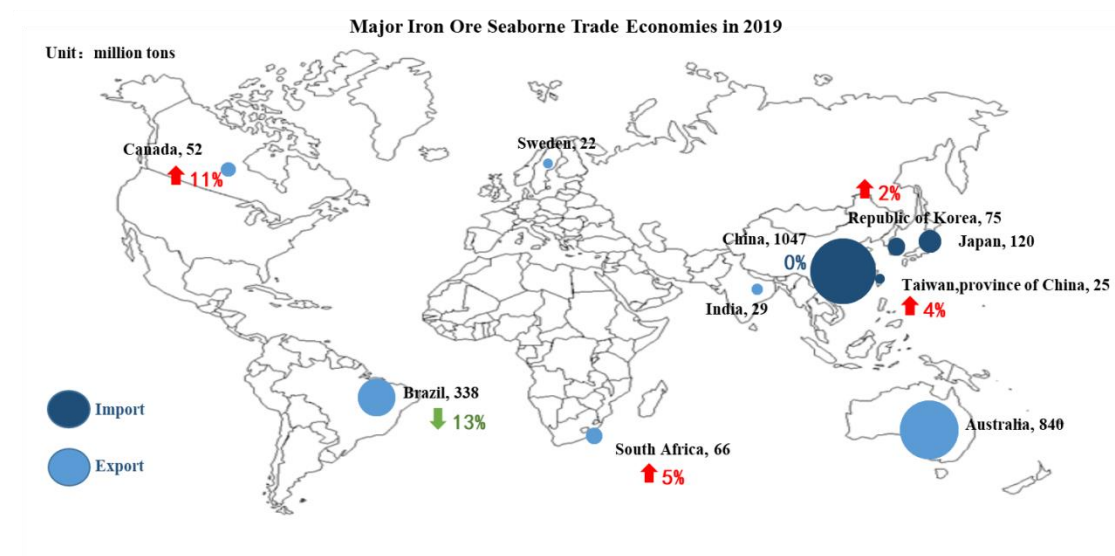 Major Iron Ore Seaborne Trade Economies in 2019
Unit：million tons
Sweden, 22
Canada, 52
11%
2%
Republic of Korea, 75
China, 1047
Japan, 120
0%
Taiwan,province of China, 25
India, 29
4%
Brazil, 338
13%
Import
Australia, 840
South Africa, 66
Export
5%